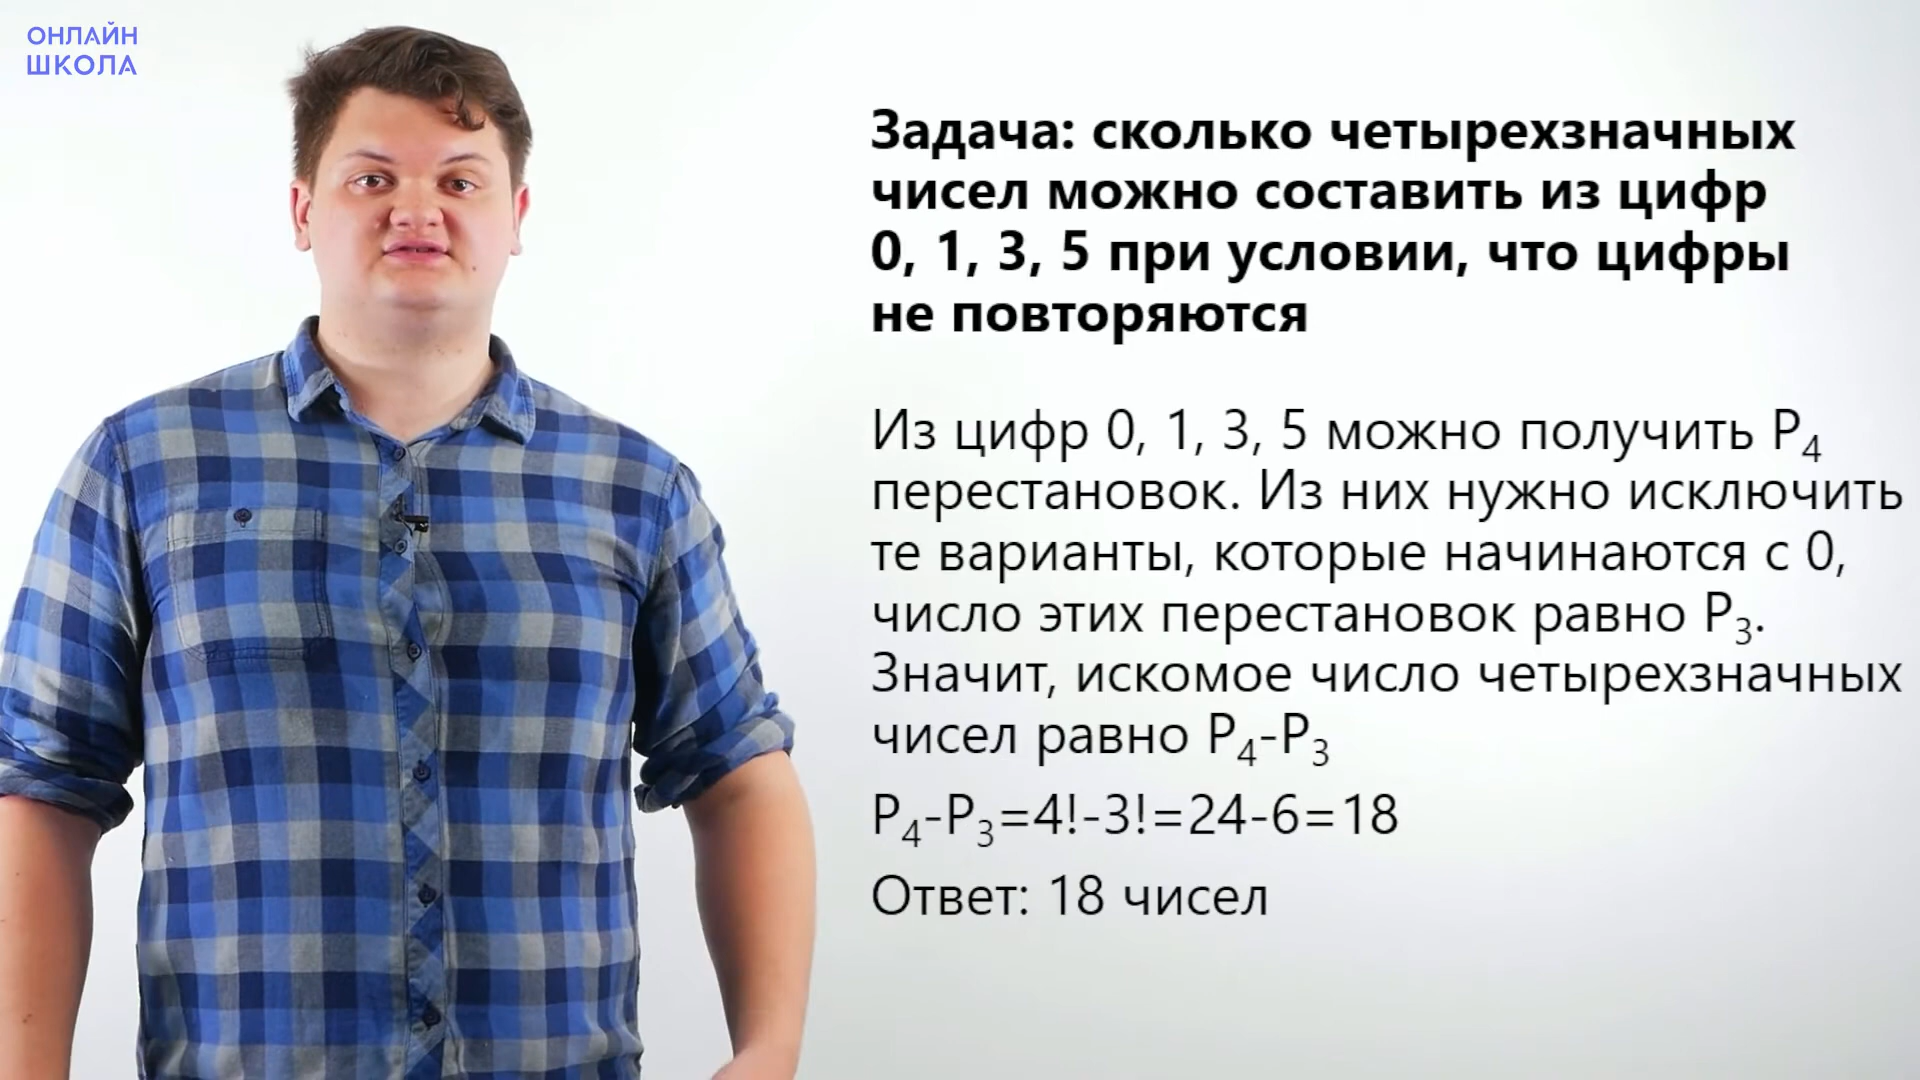 ОНЛАЙН
ШКОЛА
Задача: сколько четырехзначных
чисел можно составить из цифр
0, 1, 3, 5 при условии, что цифры
не повторяются
Из цифр 0, 1, 3, 5 можно получить P₄
перестановок. Из них нужно исключить
те варианты, которые начинаются с 0,
число этих перестановок равно P₃.
Значит, искомое число четырехзначных
чисел равно P₄-P₃
P₄-P₃=4!-3!=24-6=18
Ответ: 18 чисел